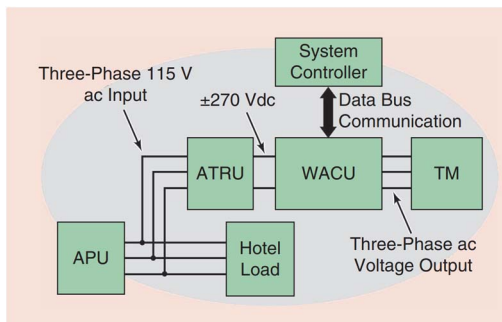 System
Controller
Three-Phase 115 V
ac Input
±270 Vdc
Data Bus
Communication
ATRU
WACU
TM
APU
Hotel
Load
Three-Phase ac
Voltage Output